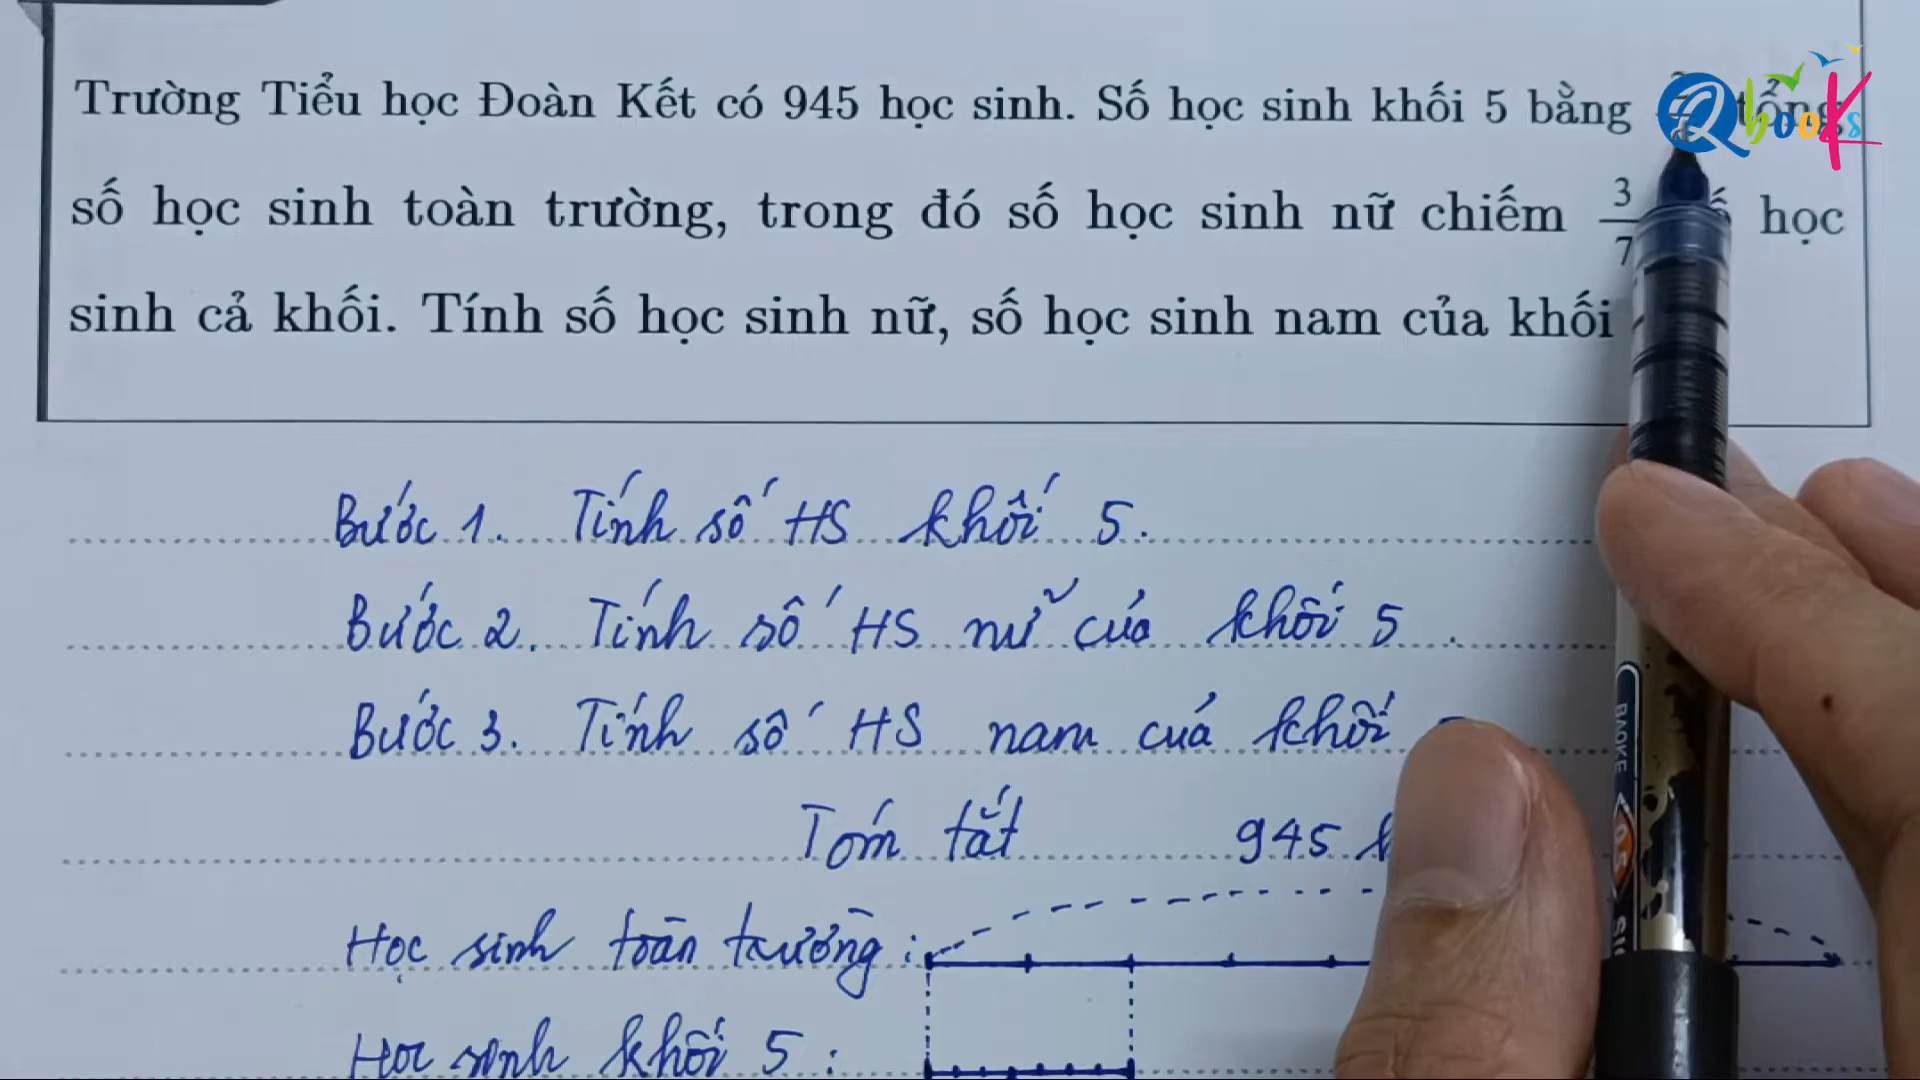 Trường Tiểu học Đoàn Kết có 945 học sinh. Số học sinh khối 5 bằng tổng
Qbooks
số học sinh toàn trường, trong đó số học sinh nữ chiếm 3/7 số học
sinh cả khối. Tính số học sinh nữ, số học sinh nam của khối
Bước 1. Tính số HS khối 5.
Bước 2. Tính số HS nữ của khối 5.
Bước 3. Tính số HS nam của khối
Tóm tắt 945
Học sinh toàn trường:
Học sinh khối 5:
BAOKE